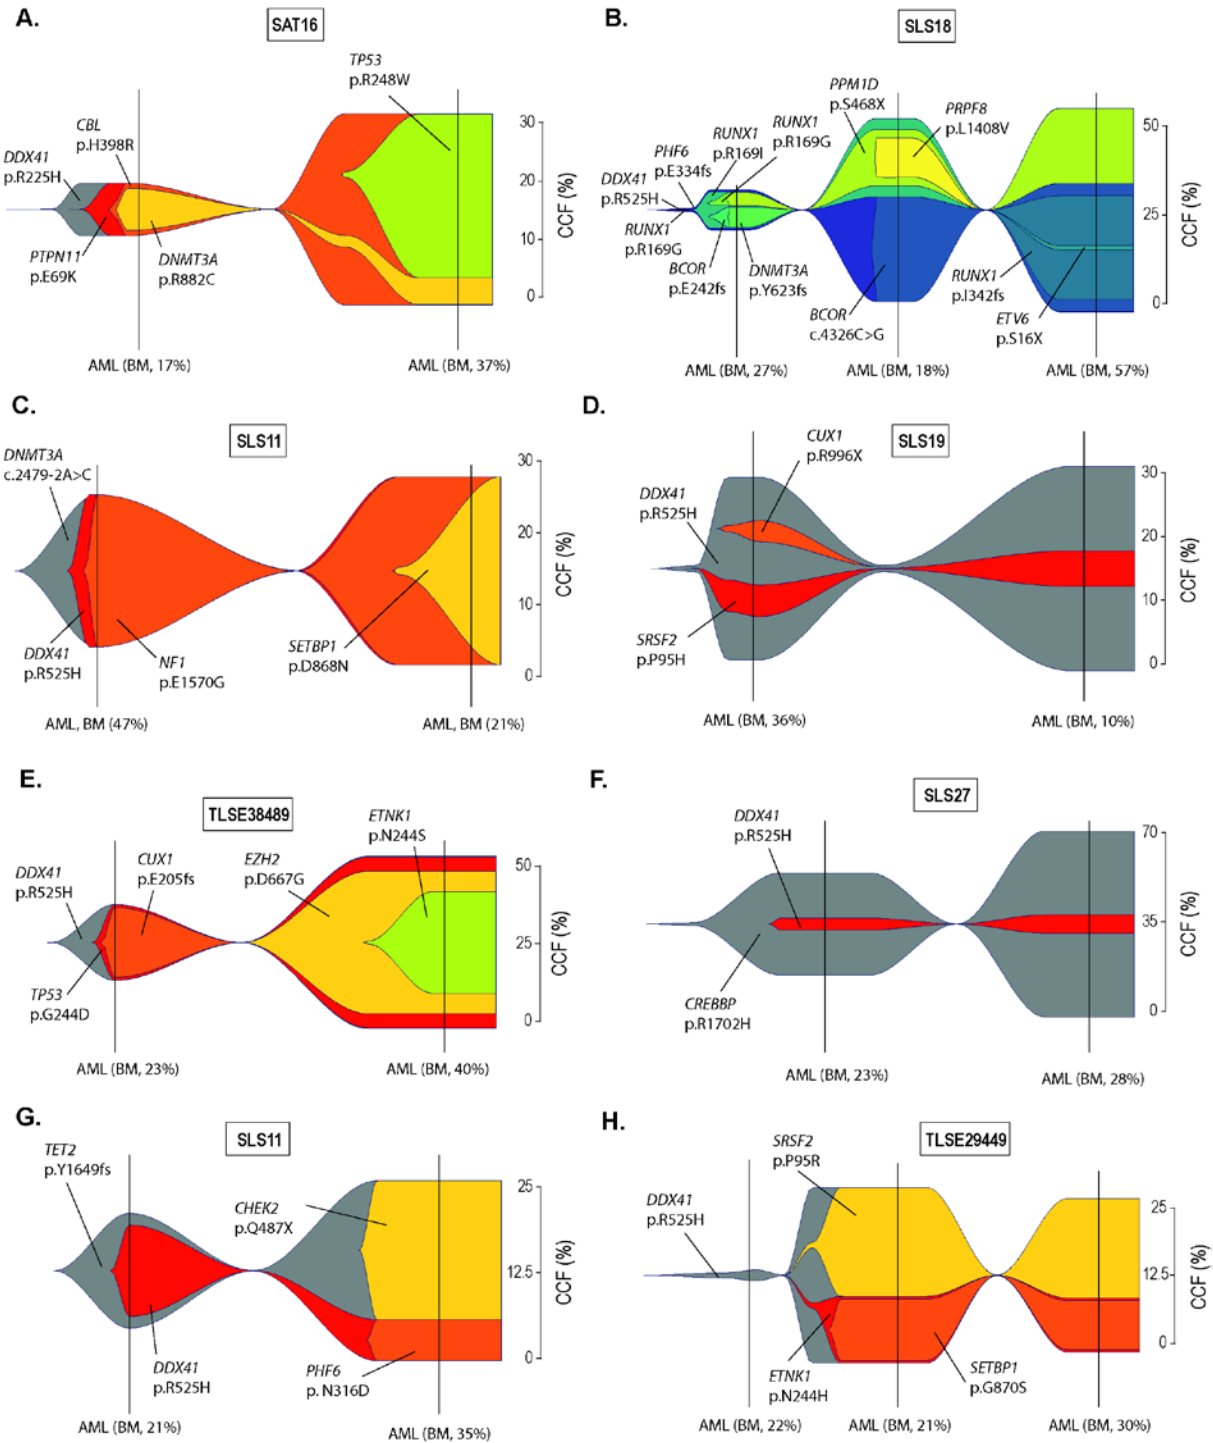 A.
SAT16
TP53
p.R248W
CBL
p.H398R
DDX41
p.R225H
PTPN11
p.E69K
DNMT3A
p.R882C
30
20
10
0
CCF (%)
AML (BM, 17%)
AML (BM, 37%)
B.
SLS18
PPM1D
p.S468X
PRPF8
p.L1408V
RUNX1
p.R169G
RUNX1
p.R169I
PHF6
p.E334fs
DDX41
p.R525H
RUNX1
p.R169G
BCOR
p.E242fs
DNMT3A
p.Y623fs
BCOR
c.4326C>G
RUNX1
p.I342fs
ETV6
p.S16X
50
25
0
CCF (%)
AML (BM, 27%)
AML (BM, 18%)
AML (BM, 57%)
C.
SLS11
DNMT3A
c.2479-2A>C
DDX41
p.R525H
NF1
p.E1570G
SETBP1
p.D868N
30
20
10
0
CCF (%)
AML, BM (47%)
AML, BM (21%)
D.
SLS19
CUX1
p.R996X
DDX41
p.R525H
SRSF2
p.P95H
30
20
10
0
CCF (%)
AML (BM, 36%)
AML (BM, 10%)
E.
TLSE38489
ETNK1
p.N244S
CUX1
p.E205fs
EZH2
p.D667G
DDX41
p.R525H
TP53
p.G244D
50
25
0
CCF (%)
AML (BM, 23%)
AML (BM, 40%)
F.
SLS27
DDX41
p.R525H
CREBBP
p.R1702H
70
35
0
CCF (%)
AML (BM, 23%)
AML (BM, 28%)
G.
SLS11
TET2
p.Y1649fs
CHEK2
p.Q487X
DDX41
p.R525H
PHF6
p. N316D
25
12.5
0
CCF (%)
AML (BM, 21%)
AML (BM, 35%)
H.
TLSE29449
SRSF2
p.P95R
DDX41
p.R525H
ETNK1
p.N244H
SETBP1
p.G870S
25
12.5
0
CCF (%)
AML (BM, 22%)
AML (BM, 21%)
AML (BM, 30%)